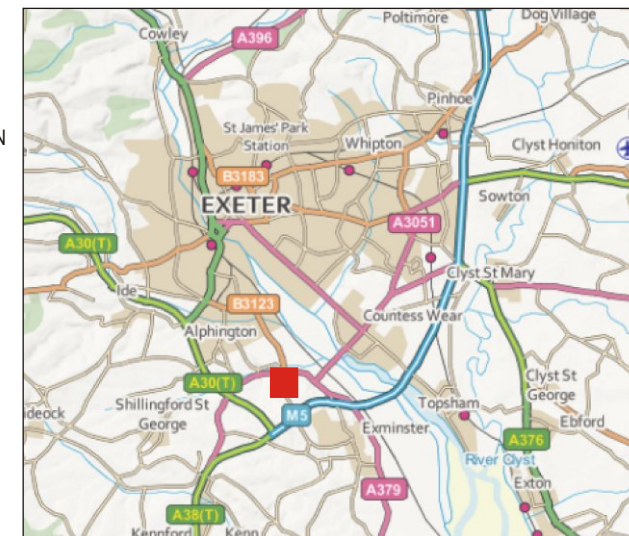 Poltimore
Dog Village
Cowley
A396
Pinhoe
N
St James' Park
Station
Whipton
Clyst Honiton
B3183
EXETER
Sowton
A3051
A30(T)
Clyst St Mary
Ide
B3123
Countess Wear
Alphington
A30(T)
Clyst St
George
Shillingford St
George
Topsham
ideock
M5
Ebford
Exminster
A376
River Clyst
Exton
A379
A38(T)
Kennford
Kenn